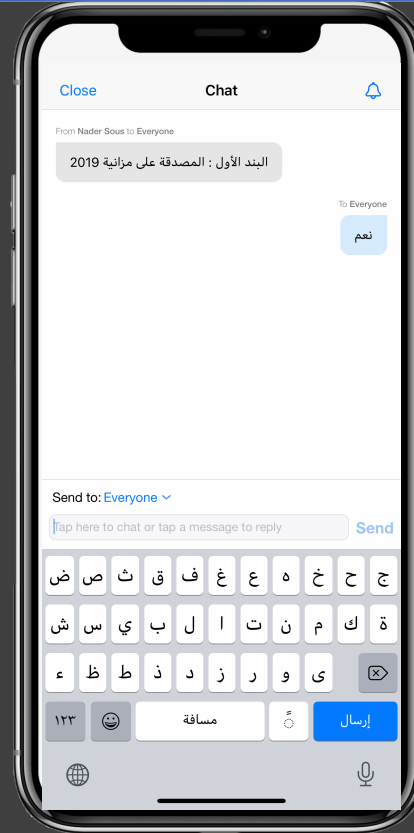 Close Chat
From Nader Sous to Everyone
البند الأول : المصدقة على مزانية 2019
To Everyone
نعم
Send to: Everyone
Tap here to chat or tap a message to reply Send
ض ص ث ق ف غ ع ه خ ح ج
ش س ي ب ل ا ت ن م ك ة
ء ظ ط ذ د ز ر و ى
١٢٣ مسافة إرسال